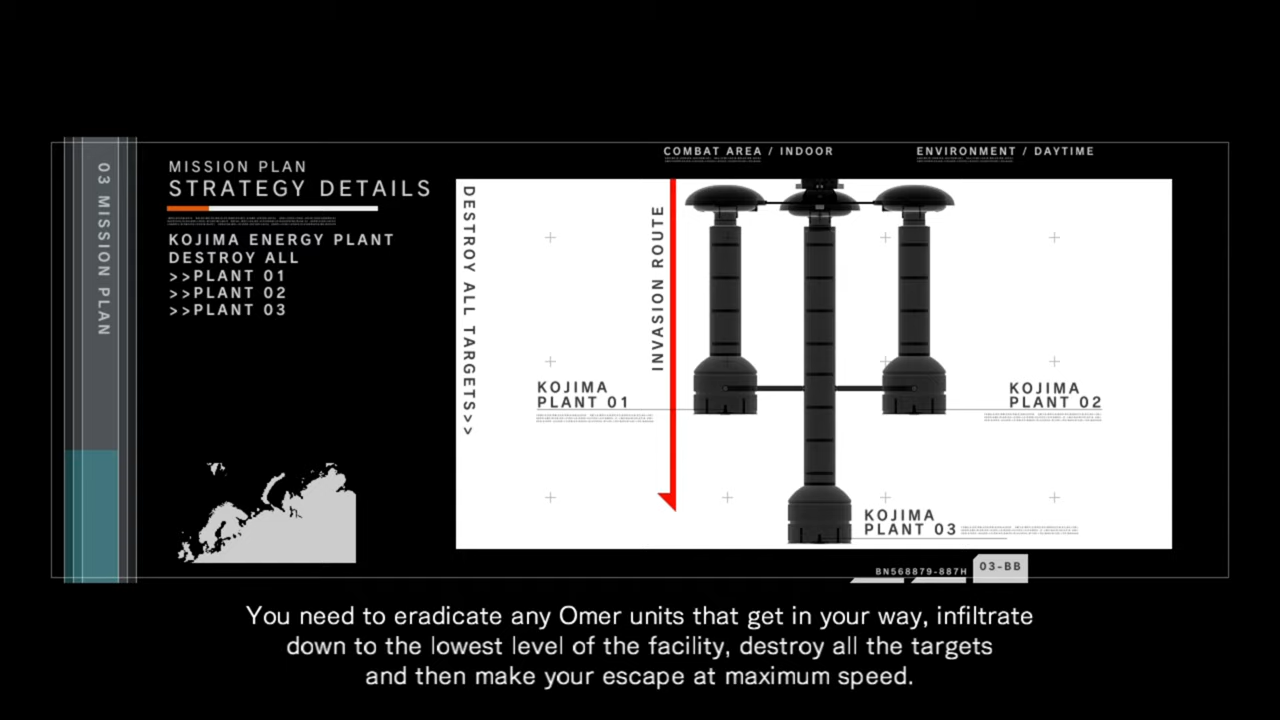 03 MISSION PLAN
MISSION PLAN
STRATEGY DETAILS
KOJIMA ENERGY PLANT
DESTROY ALL
>>PLANT 01
>>PLANT 02
>>PLANT 03
COMBAT AREA / INDOOR
ENVIRONMENT / DAYTIME
DESTROY ALL TARGETS>>
INVASION ROUTE
KOJIMA
PLANT 01
KOJIMA
PLANT 02
KOJIMA
PLANT 03
BN568879-887H
03-BB
You need to eradicate any Omer units that get in your way, infiltrate
down to the lowest level of the facility, destroy all the targets
and then make your escape at maximum speed.